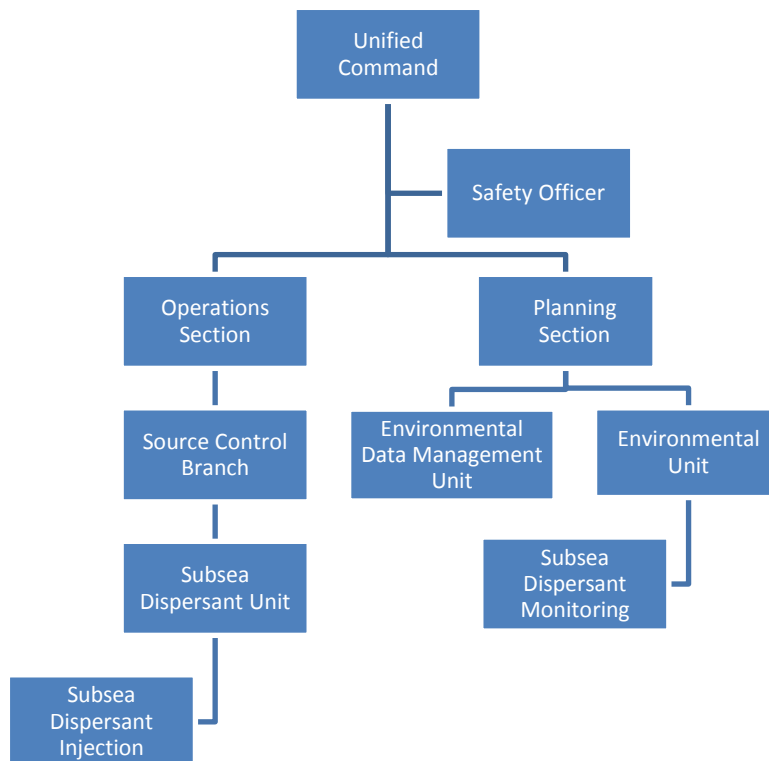 Unified
Command
Safety Officer
Operations
Section
Planning
Section
Source Control
Branch
Environmental
Data Management
Unit
Environmental
Unit
Subsea
Dispersant Unit
Subsea
Dispersant
Monitoring
Subsea
Dispersant
Injection